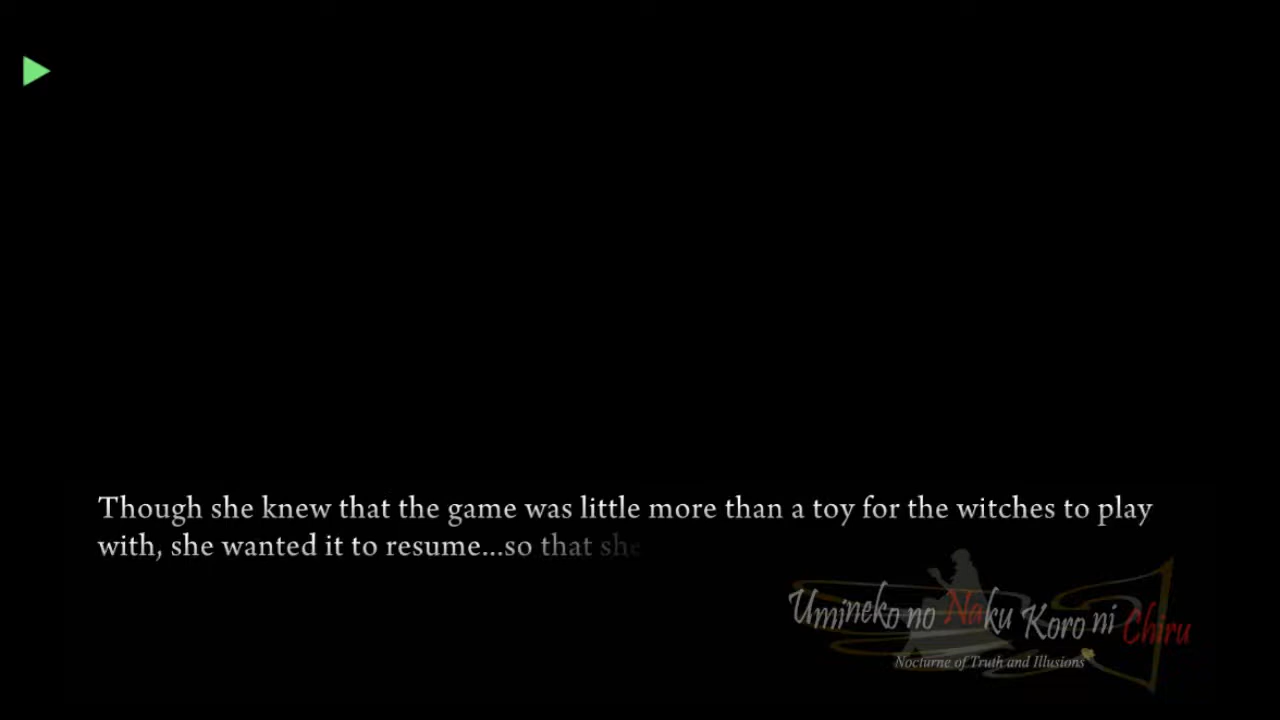 Though she knew that the game was little more than a toy for the witches to play
with, she wanted it to resume...so that she
Umineko no Naku Koro ni Chiru
Nocturne of Truth and Illusions